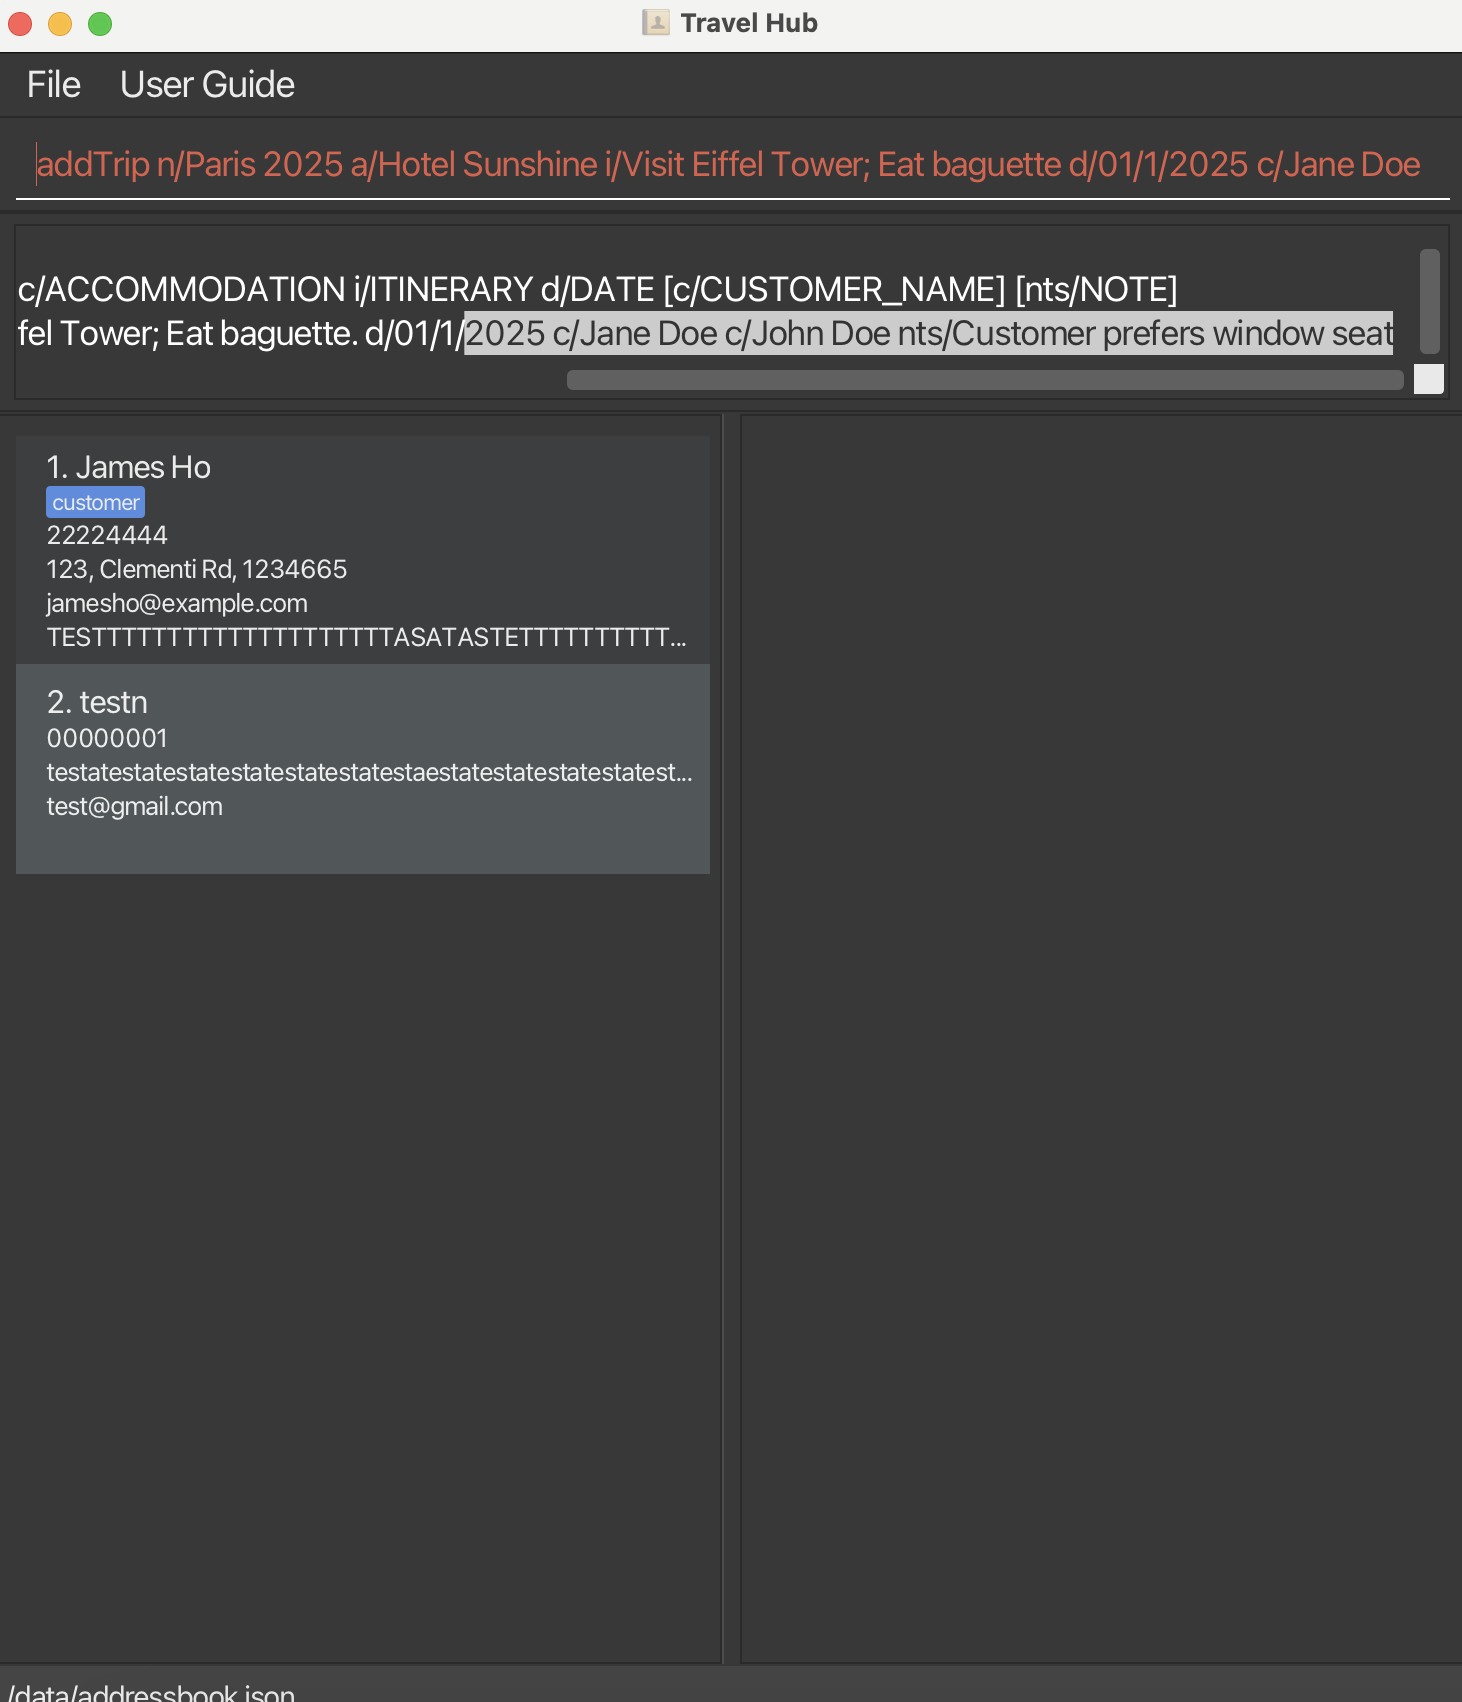 Travel Hub
File User Guide
addTrip n/Paris 2025 a/Hotel Sunshine i/Visit Eiffel Tower; Eat baguette d/01/1/2025 c/Jane Doe
c/ACCOMMODATION i/ITINERARY d/DATE [c/CUSTOMER_NAME] [nts/NOTE]
fel Tower; Eat baguette. d/01/1/2025 c/Jane Doe c/John Doe nts/Customer prefers window seat
1. James Ho
customer
22224444
123, Clementi Rd, 1234665
jamesho@example.com
TESTTTTTTTTTTTTTTTTTTTTASATASTETTTTTTTTTT...
2. testn
00000001
testatestatestatestatestatestatestaestatestatestatestatest...
test@gmail.com
/data/addressbook.json